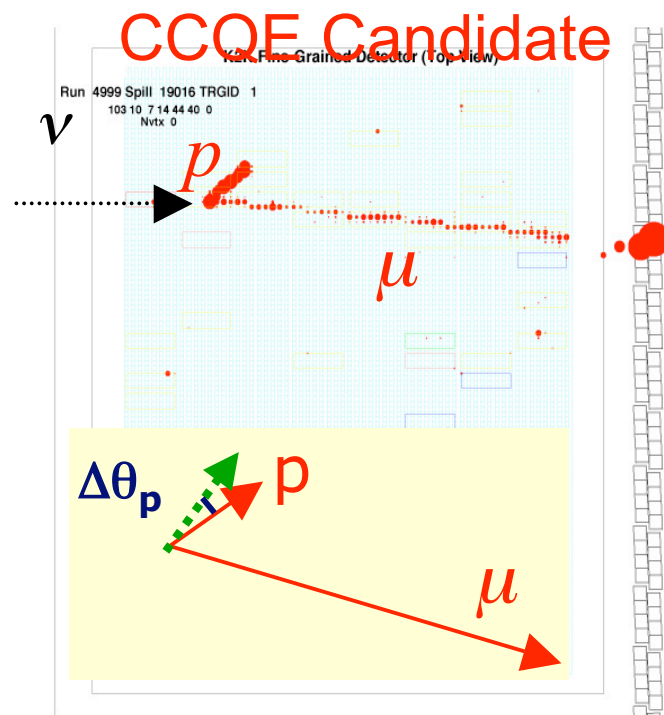 CCQE Candidate
K2K Fine-Grained Detector (Top View)
Run 4999 Spill 19016 TRGID 1
103 10 7 14 44 40 0
Nvtx 0
ν
p
μ
Δθp
p
μ